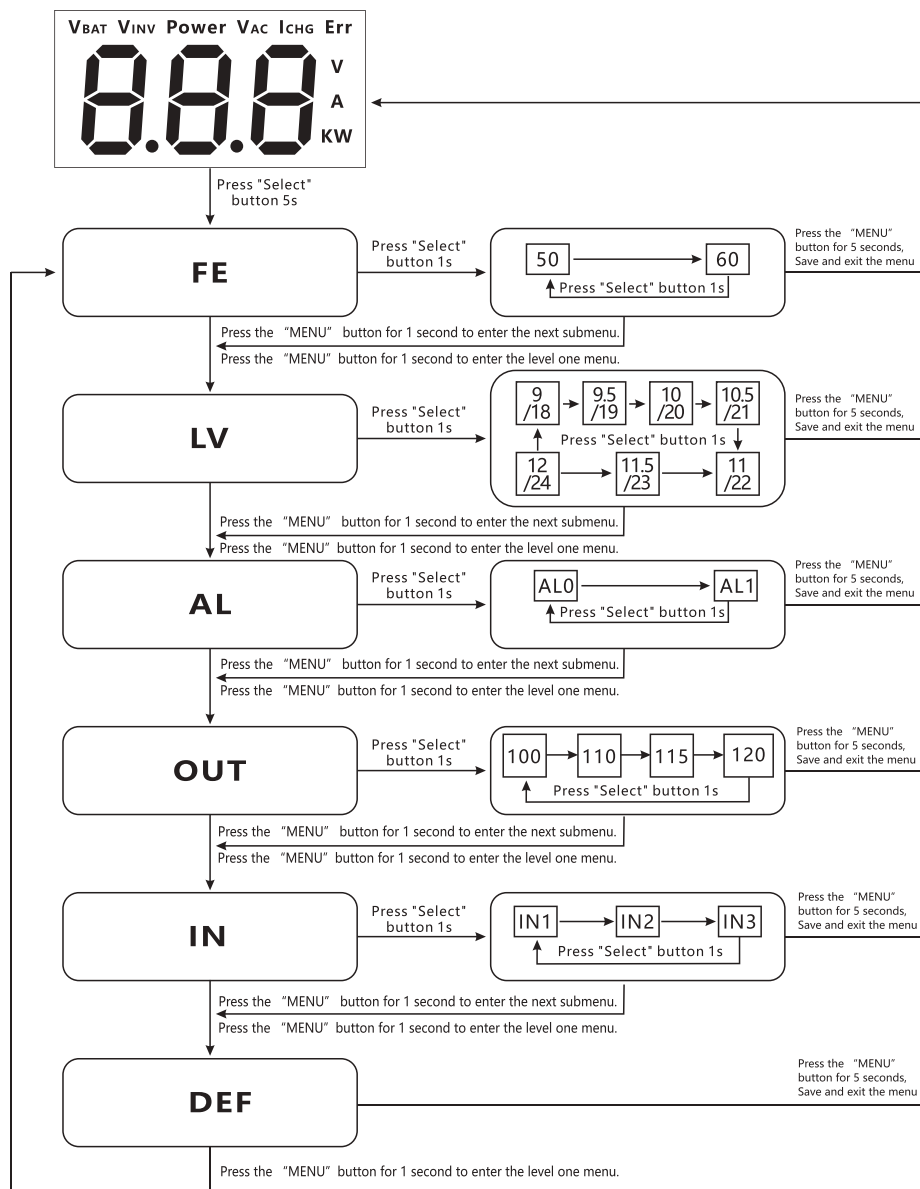 VBAT VINV Power VAC ICHG Err
8.8.8
V
A
KW
Press "Select"
button 5s
FE
Press "Select"
button 1s
50
60
Press "Select" button 1s
Press the “MENU”
button for 5 seconds,
Save and exit the menu
Press the “MENU” button for 1 second to enter the next submenu.
Press the “MENU” button for 1 second to enter the level one menu.
LV
Press "Select"
button 1s
9
/18
9.5
/19
10
/20
10.5
/21
Press "Select" button 1s
12
/24
11.5
/23
11
/22
Press the “MENU”
button for 5 seconds,
Save and exit the menu
Press the “MENU” button for 1 second to enter the next submenu.
Press the “MENU” button for 1 second to enter the level one menu.
AL
Press "Select"
button 1s
AL0
AL1
Press "Select" button 1s
Press the “MENU”
button for 5 seconds,
Save and exit the menu
Press the “MENU” button for 1 second to enter the next submenu.
Press the “MENU” button for 1 second to enter the level one menu.
OUT
Press "Select"
button 1s
100
110
115
120
Press "Select" button 1s
Press the “MENU”
button for 5 seconds,
Save and exit the menu
Press the “MENU” button for 1 second to enter the next submenu.
Press the “MENU” button for 1 second to enter the level one menu.
IN
Press "Select"
button 1s
IN1
IN2
IN3
Press "Select" button 1s
Press the “MENU”
button for 5 seconds,
Save and exit the menu
Press the “MENU” button for 1 second to enter the next submenu.
Press the “MENU” button for 1 second to enter the level one menu.
DEF
Press the “MENU”
button for 5 seconds,
Save and exit the menu
Press the “MENU” button for 1 second to enter the level one menu.